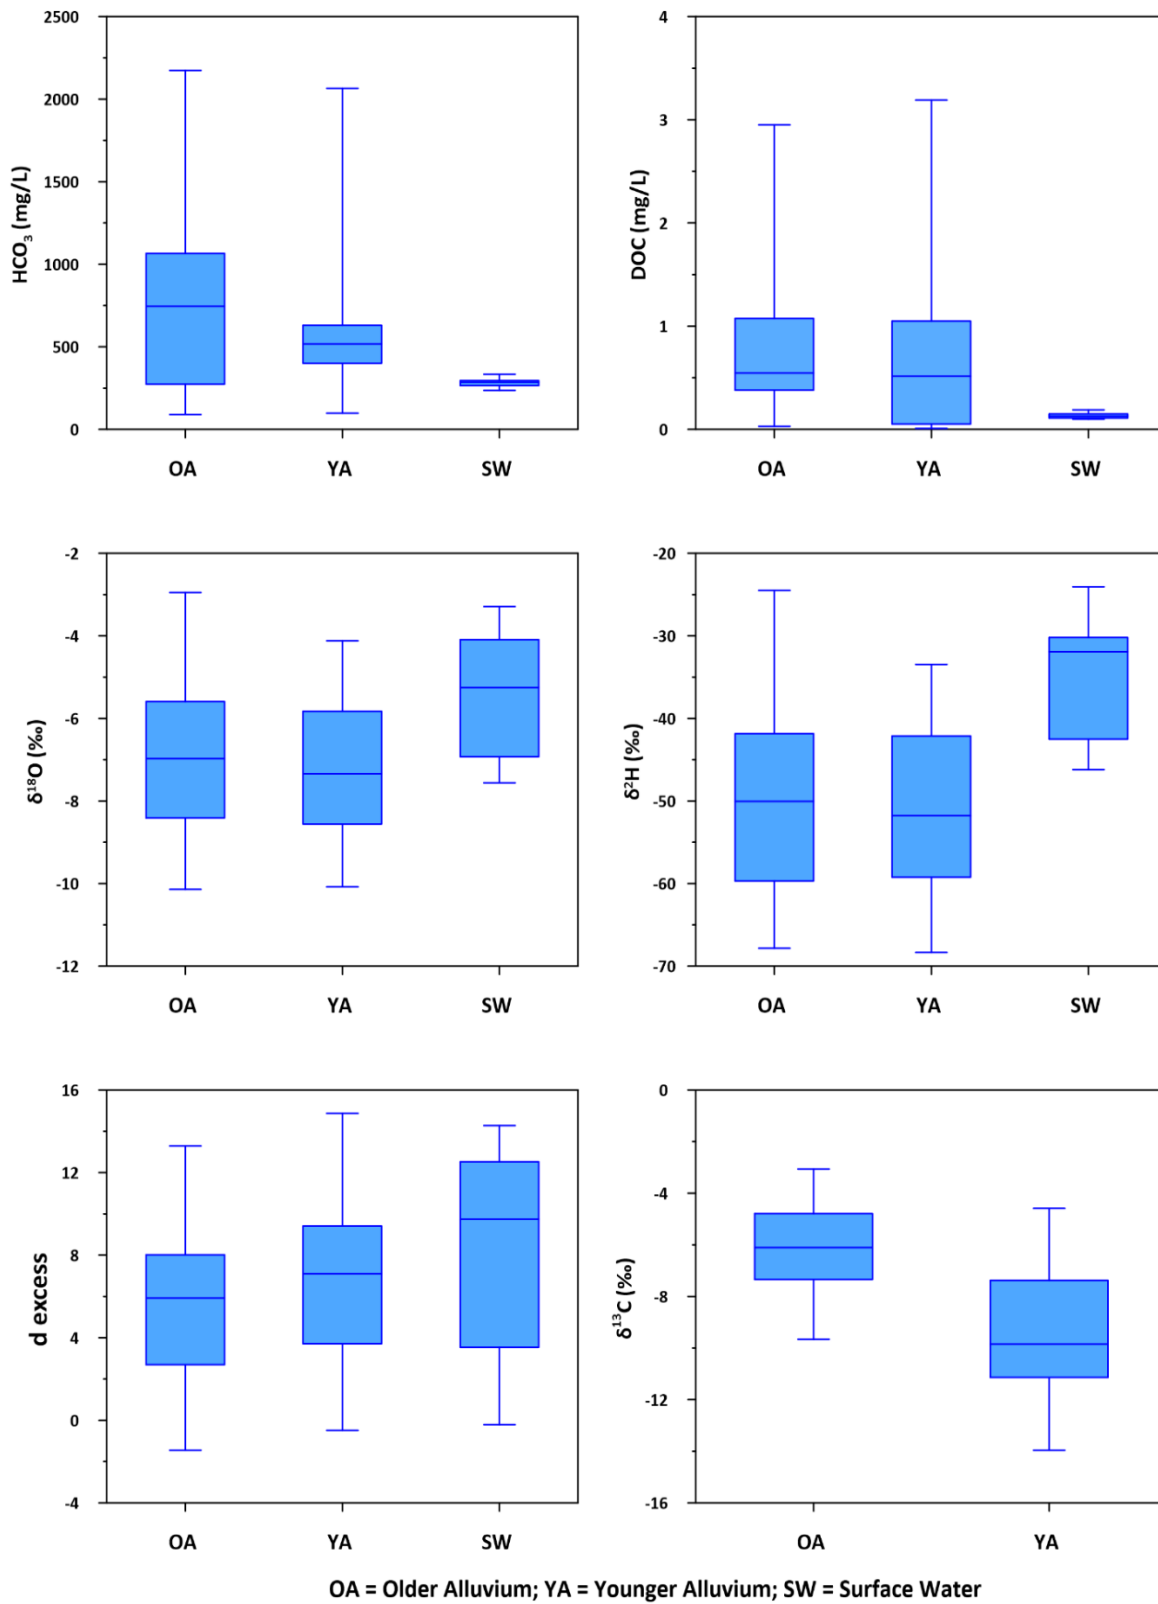 2500
2000
1500
1000
500
0
HCO₃ (mg/L)
OA YA SW
4
3
2
1
0
DOC (mg/L)
OA YA SW
-2
-4
-6
-8
-10
-12
δ¹⁸O (‰)
OA YA SW
-20
-30
-40
-50
-60
-70
δ²H (‰)
OA YA SW
16
12
8
4
0
-4
d excess
OA YA SW
0
-4
-8
-12
-16
δ¹³C (‰)
OA YA
OA = Older Alluvium; YA = Younger Alluvium; SW = Surface Water